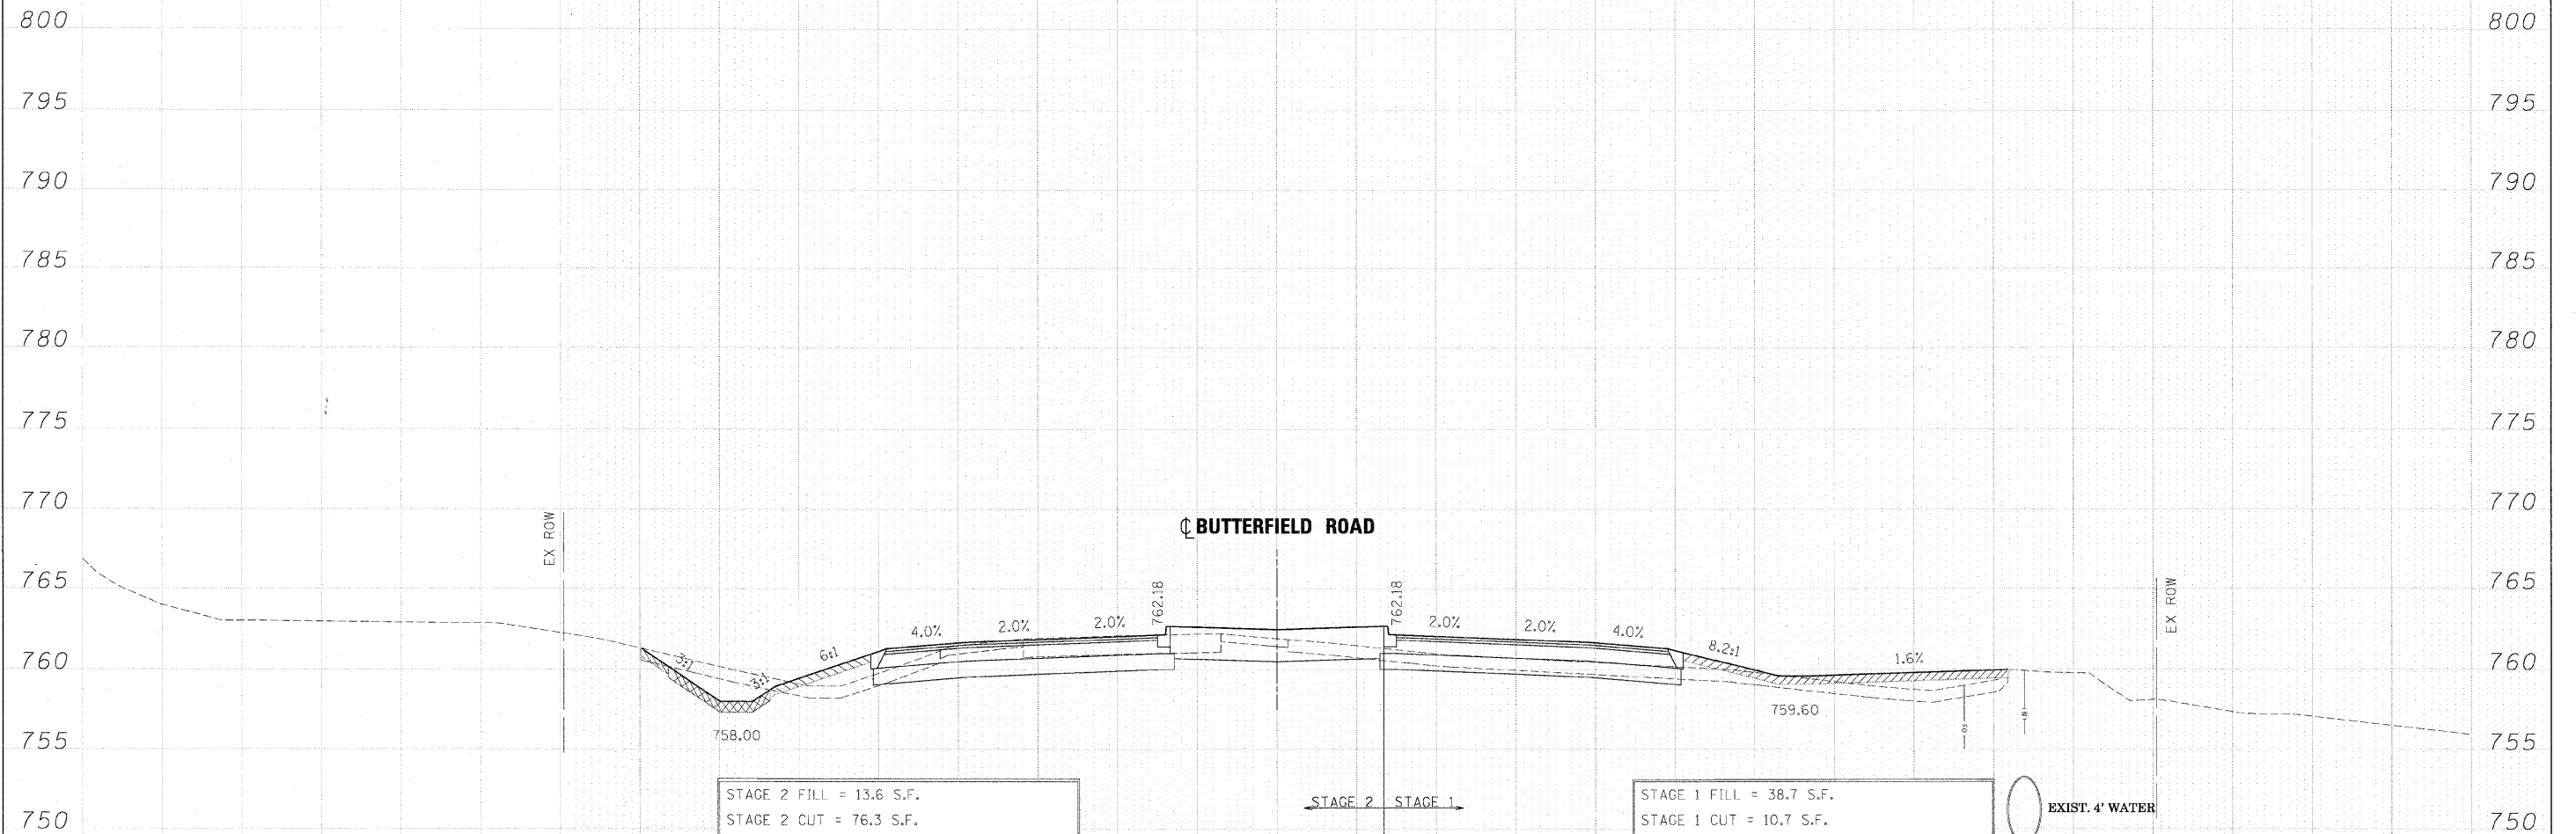 800 800
795 795
790 790
785 785
780 780
775 775
770 770
EX ROW
℄ BUTTERFIELD ROAD
765 765
EX ROW
762.18 762.18
4.0% 2.0% 2.0% 2.0% 2.0% 4.0%
3:1 3:1 6:1 8.2:1 1.6%
760 760
758.00
759.60
755 755
STAGE 2 FILL = 13.6 S.F.
STAGE 2 CUT = 76.3 S.F.
STAGE 2 STAGE 1
STAGE 1 FILL = 38.7 S.F.
STAGE 1 CUT = 10.7 S.F.
EXIST. 4' WATER
750 750